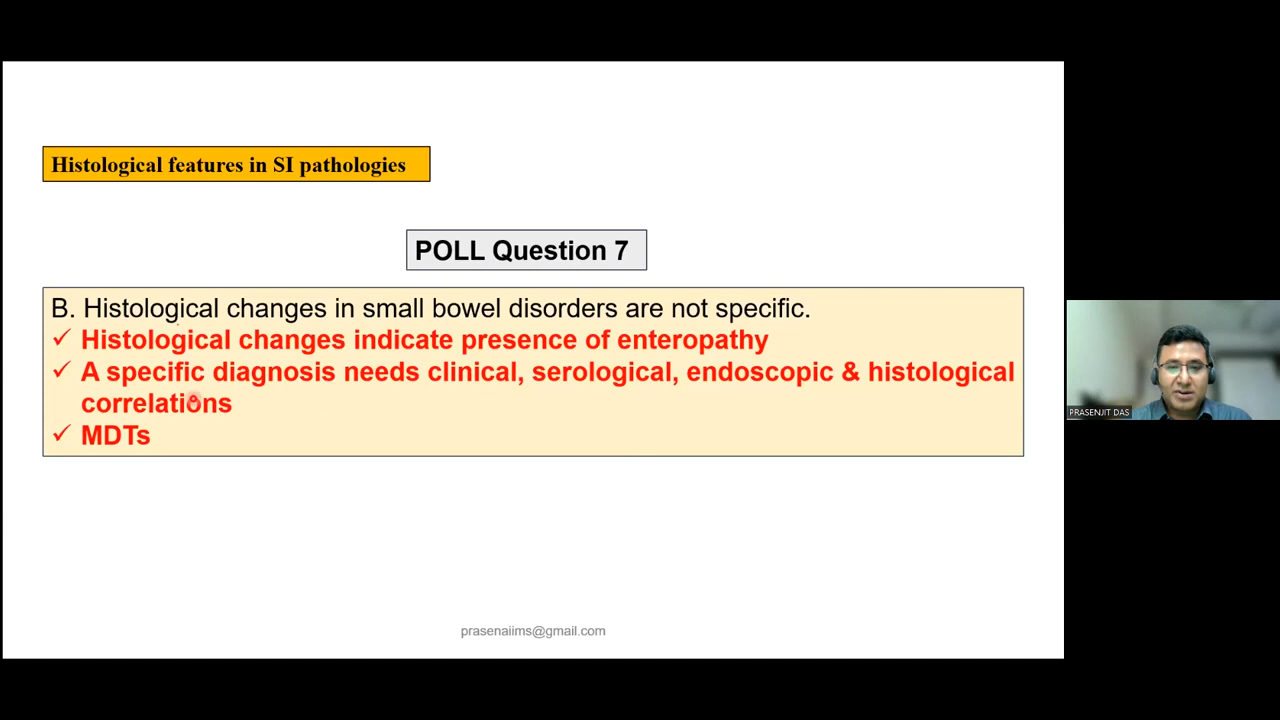 Histological features in SI pathologies
POLL Question 7
B. Histological changes in small bowel disorders are not specific.
✓ Histological changes indicate presence of enteropathy
✓ A specific diagnosis needs clinical, serological, endoscopic & histological
correlations
✓ MDTs
PRASENJIT DAS
prasenaiims@gmail.com